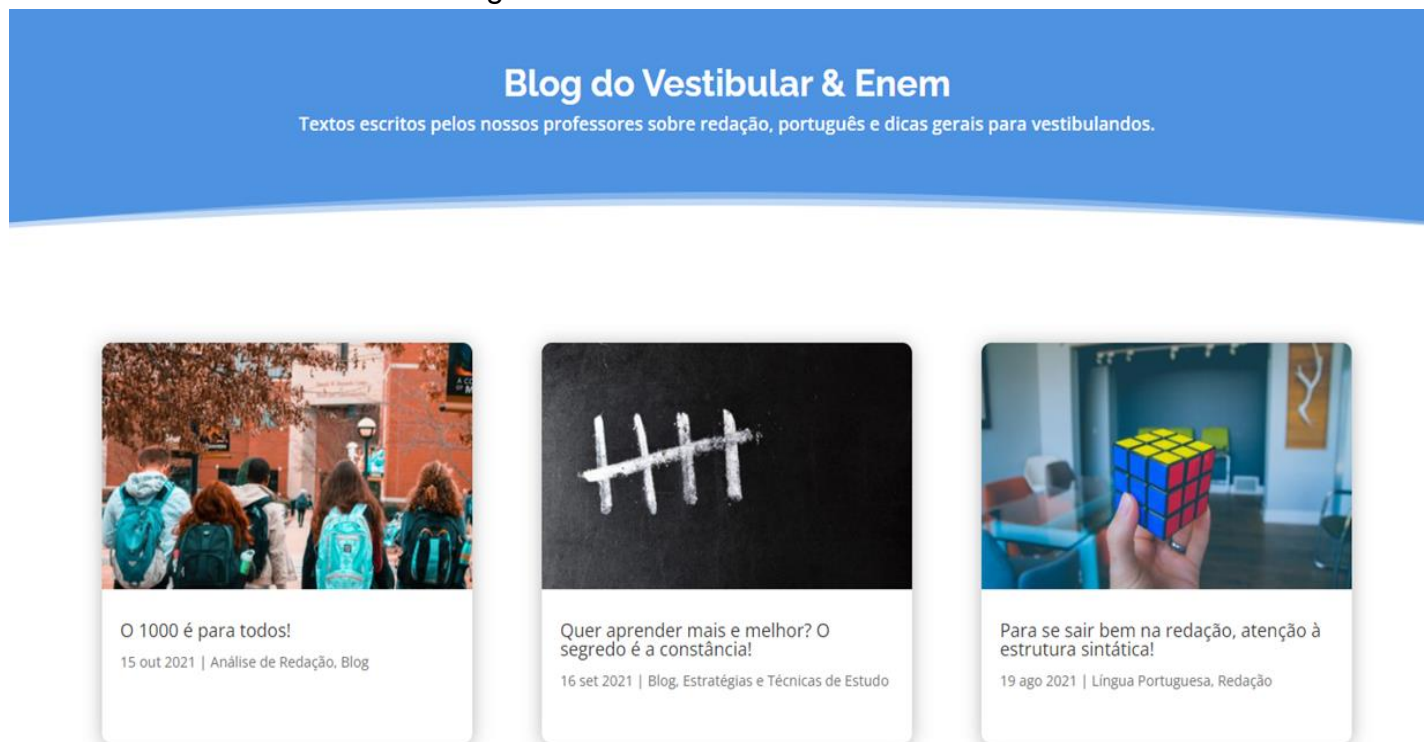 Blog do Vestibular & Enem
Textos escritos pelos nossos professores sobre redação, português e dicas gerais para vestibulandos.
O 1000 é para todos!
15 out 2021 | Análise de Redação, Blog
Quer aprender mais e melhor? O
segredo é a constância!
16 set 2021 | Blog, Estratégias e Técnicas de Estudo
Para se sair bem na redação, atenção à
estrutura sintática!
19 ago 2021 | Língua Portuguesa, Redação